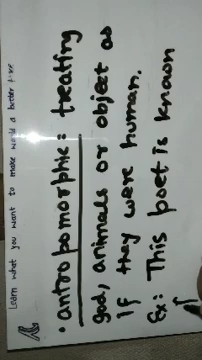 Learn what you want to make world a better place
• antropomorphic: treating
god, animals or object as
if they were human.
Ex: This poet is known